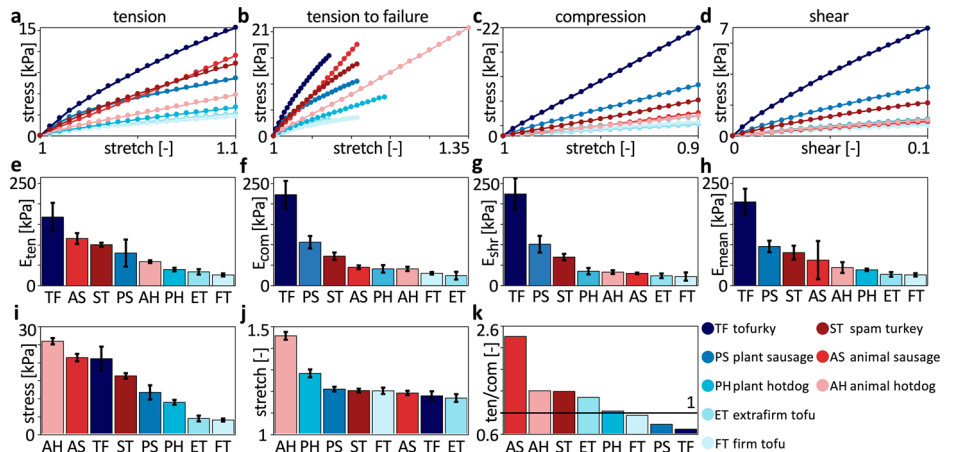 a tension
15
stress [kPa]
0
1 stretch [-] 1.1
b tension to failure
21
stress [kPa]
0
1 stretch [-] 1.35
c compression
-22
stress [kPa]
0
1 stretch [-] 0.9
d shear
7
stress [kPa]
0
0 shear [-] 0.1
e
250
E_ten [kPa]
0
TF AS ST PS AH PH ET FT
f
250
E_com [kPa]
0
TF PS ST AS PH AH FT ET
g
250
E_shr [kPa]
0
TF PS ST PH AH AS ET FT
h
250
E_mean [kPa]
0
TF PS ST AS AH PH ET FT
i
30
stress [kPa]
0
AH AS TF ST PS PH ET FT
j
1.5
stretch [-]
1
AH PH PS ST FT AS TF ET
k
2.6
ten/com [-]
1
0.6
AS AH ST ET PH FT PS TF
TF tofurky
ST spam turkey
PS plant sausage
AS animal sausage
PH plant hotdog
AH animal hotdog
ET extrafirm tofu
FT firm tofu